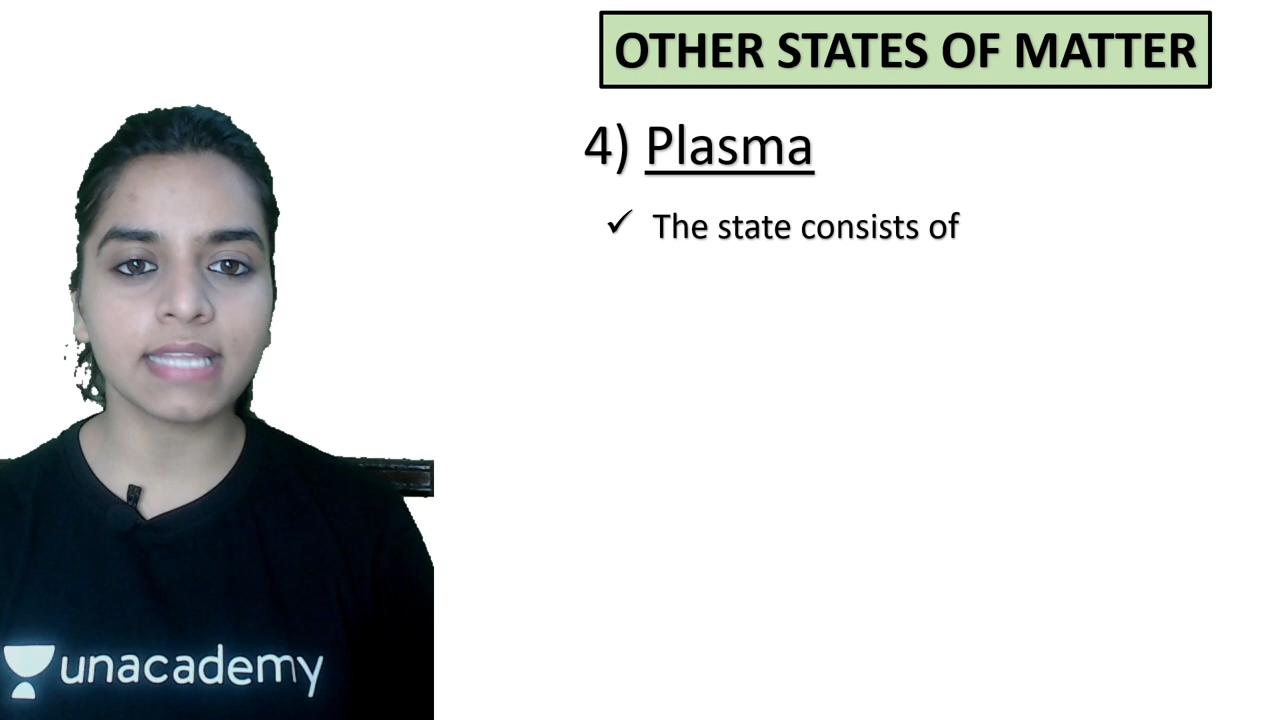 OTHER STATES OF MATTER
4) Plasma
✓ The state consists of
unacademy